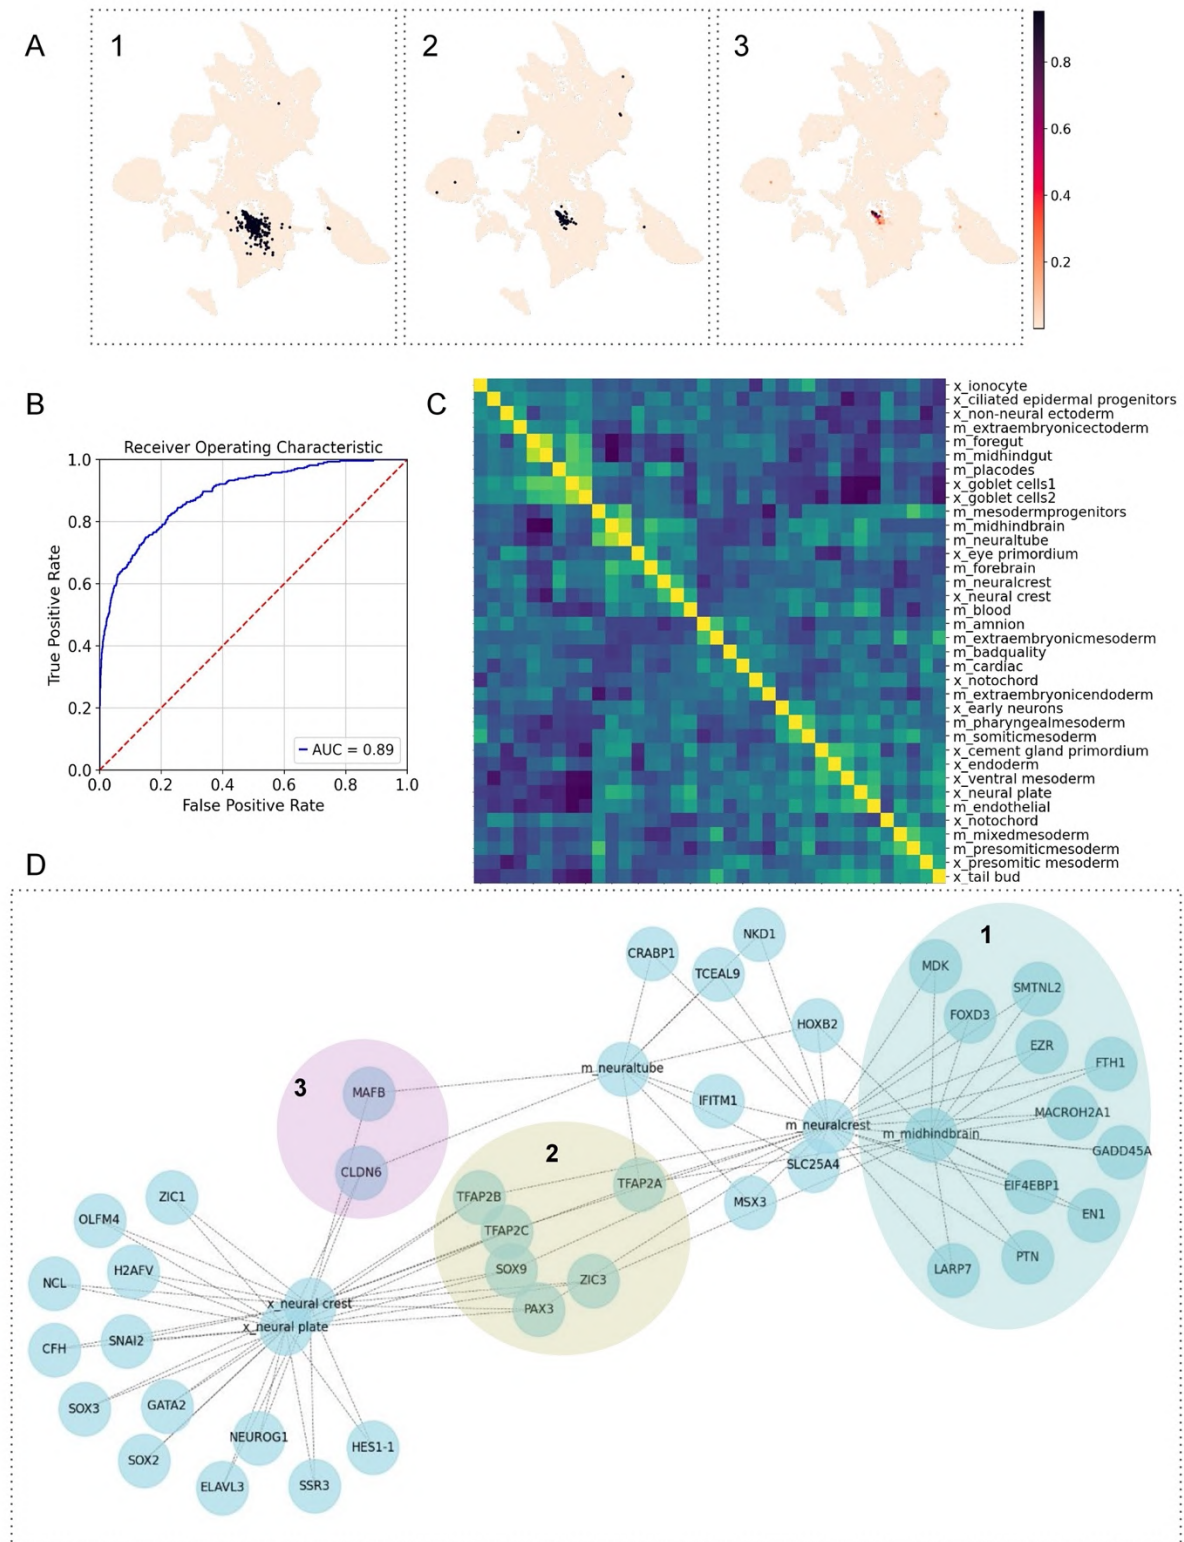 A
1
2
3
0.8
0.6
0.4
0.2
B
Receiver Operating Characteristic
True Positive Rate
1.0
0.8
0.6
0.4
0.2
0.0
AUC = 0.89
0.0 0.2 0.4 0.6 0.8 1.0
False Positive Rate
C
x_ionocyte
x_ciliated epidermal progenitors
x_non-neural ectoderm
m_extraembryonicectoderm
m_foregut
m_midhindgut
m_placodes
x_goblet cells1
x_goblet cells2
m_mesodermprogenitors
m_midhindbrain
m_neuraltube
x_eye primordium
m_forebrain
m_neuralcrest
x_neural crest
m_blood
m_amnion
m_extraembryonicmesoderm
m_badquality
m_cardiac
x_notochord
m_extraembryonicendoderm
x_early neurons
m_pharyngealmesoderm
m_somiticmesoderm
x_cement gland primordium
x_endoderm
x_ventral mesoderm
x_neural plate
m_endothelial
x_notochord
m_mixedmesoderm
m_presomiticmesoderm
x_presomitic mesoderm
x_tail bud
D
NKD1
1
CRABP1
TCEAL9
MDK
SMTNL2
FOXD3
HOXB2
EZR
FTH1
m_neuraltube
3
MAFB
IFITM1
MACROH2A1
m_neuralcrest
m_midhindbrain
2
GADD45A
CLDN6
SLC25A4
TFAP2B
TFAP2A
EIF4EBP1
ZIC1
MSX3
EN1
OLFM4
TFAP2C
PTN
H2AFV
SOX9
ZIC3
LARP7
NCL
x_neural crest
PAX3
x_neural plate
SNAI2
CFH
GATA2
SOX3
NEUROG1
HES1-1
SOX2
ELAVL3
SSR3